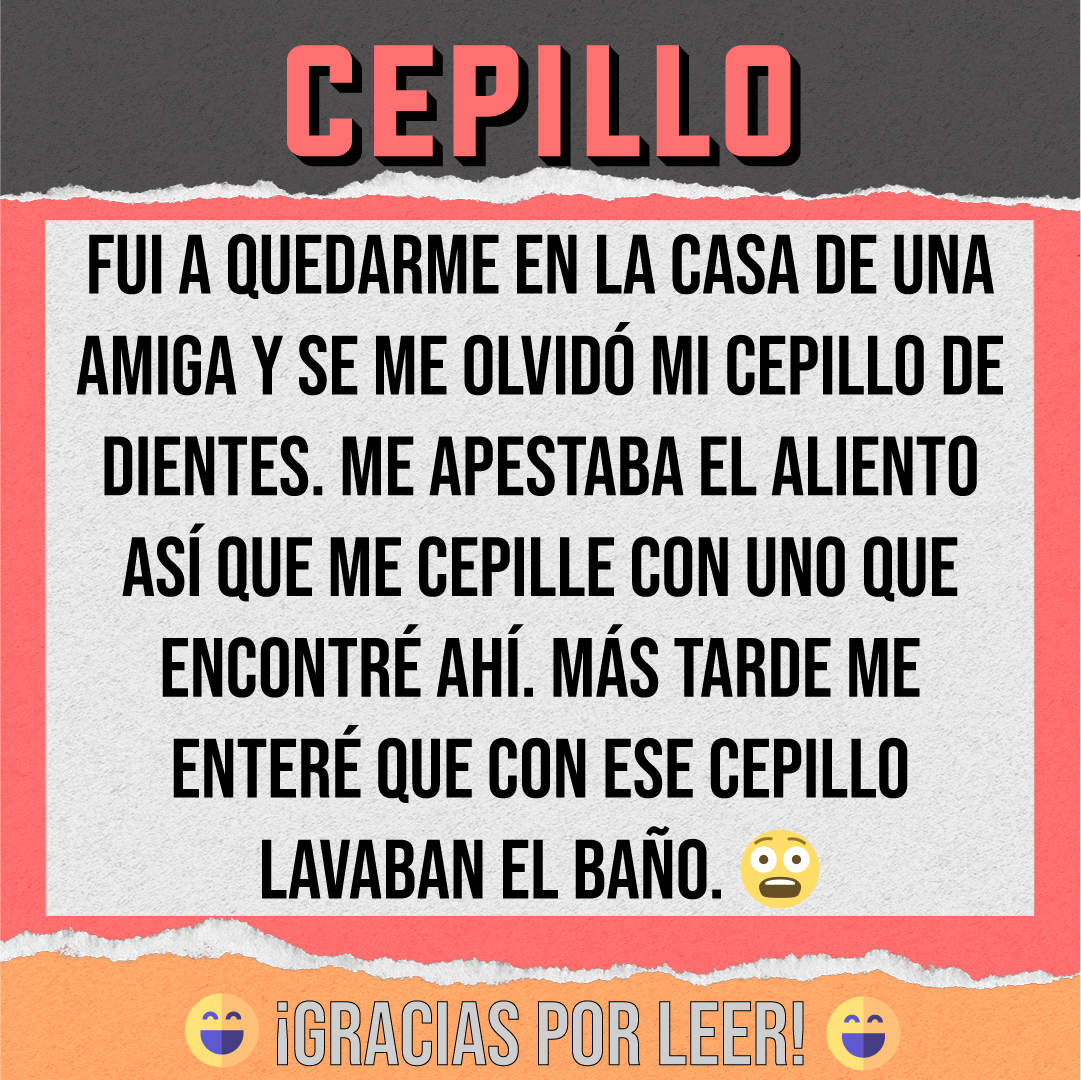 CEPILLO
FUI A QUEDARME EN LA CASA DE UNA
AMIGA Y SE ME OLVIDÓ MI CEPILLO DE
DIENTES. ME APESTABA EL ALIENTO
ASÍ QUE ME CEPILLE CON UNO QUE
ENCONTRÉ AHÍ. MÁS TARDE ME
ENTERÉ QUE CON ESE CEPILLO
LAVABAN EL BAÑO. 😨
😄 ¡GRACIAS POR LEER! 😄